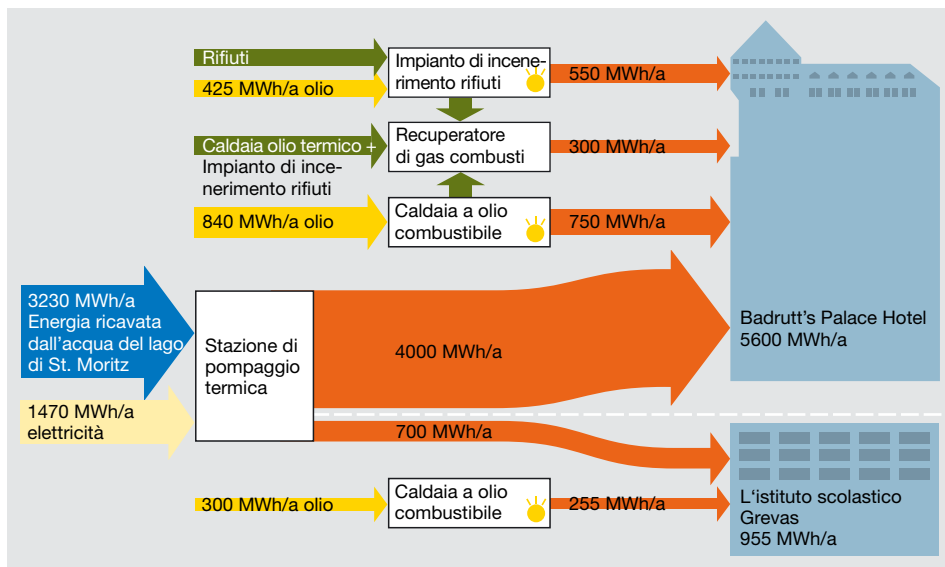 Rifiuti
425 MWh/a olio
Impianto di incene-
rimento rifiuti
550 MWh/a
Caldaia olio termico +
Impianto di ince-
nerimento rifiuti
Recuperatore
di gas combusti
300 MWh/a
840 MWh/a olio
Caldaia a olio
combustibile
750 MWh/a
3230 MWh/a
Energia ricavata
dall'acqua del lago
di St. Moritz
1470 MWh/a
elettricità
Stazione di
pompaggio
termica
4000 MWh/a
Badrutt's Palace Hotel
5600 MWh/a
700 MWh/a
300 MWh/a olio
Caldaia a olio
combustibile
255 MWh/a
L'istituto scolastico
Grevas
955 MWh/a